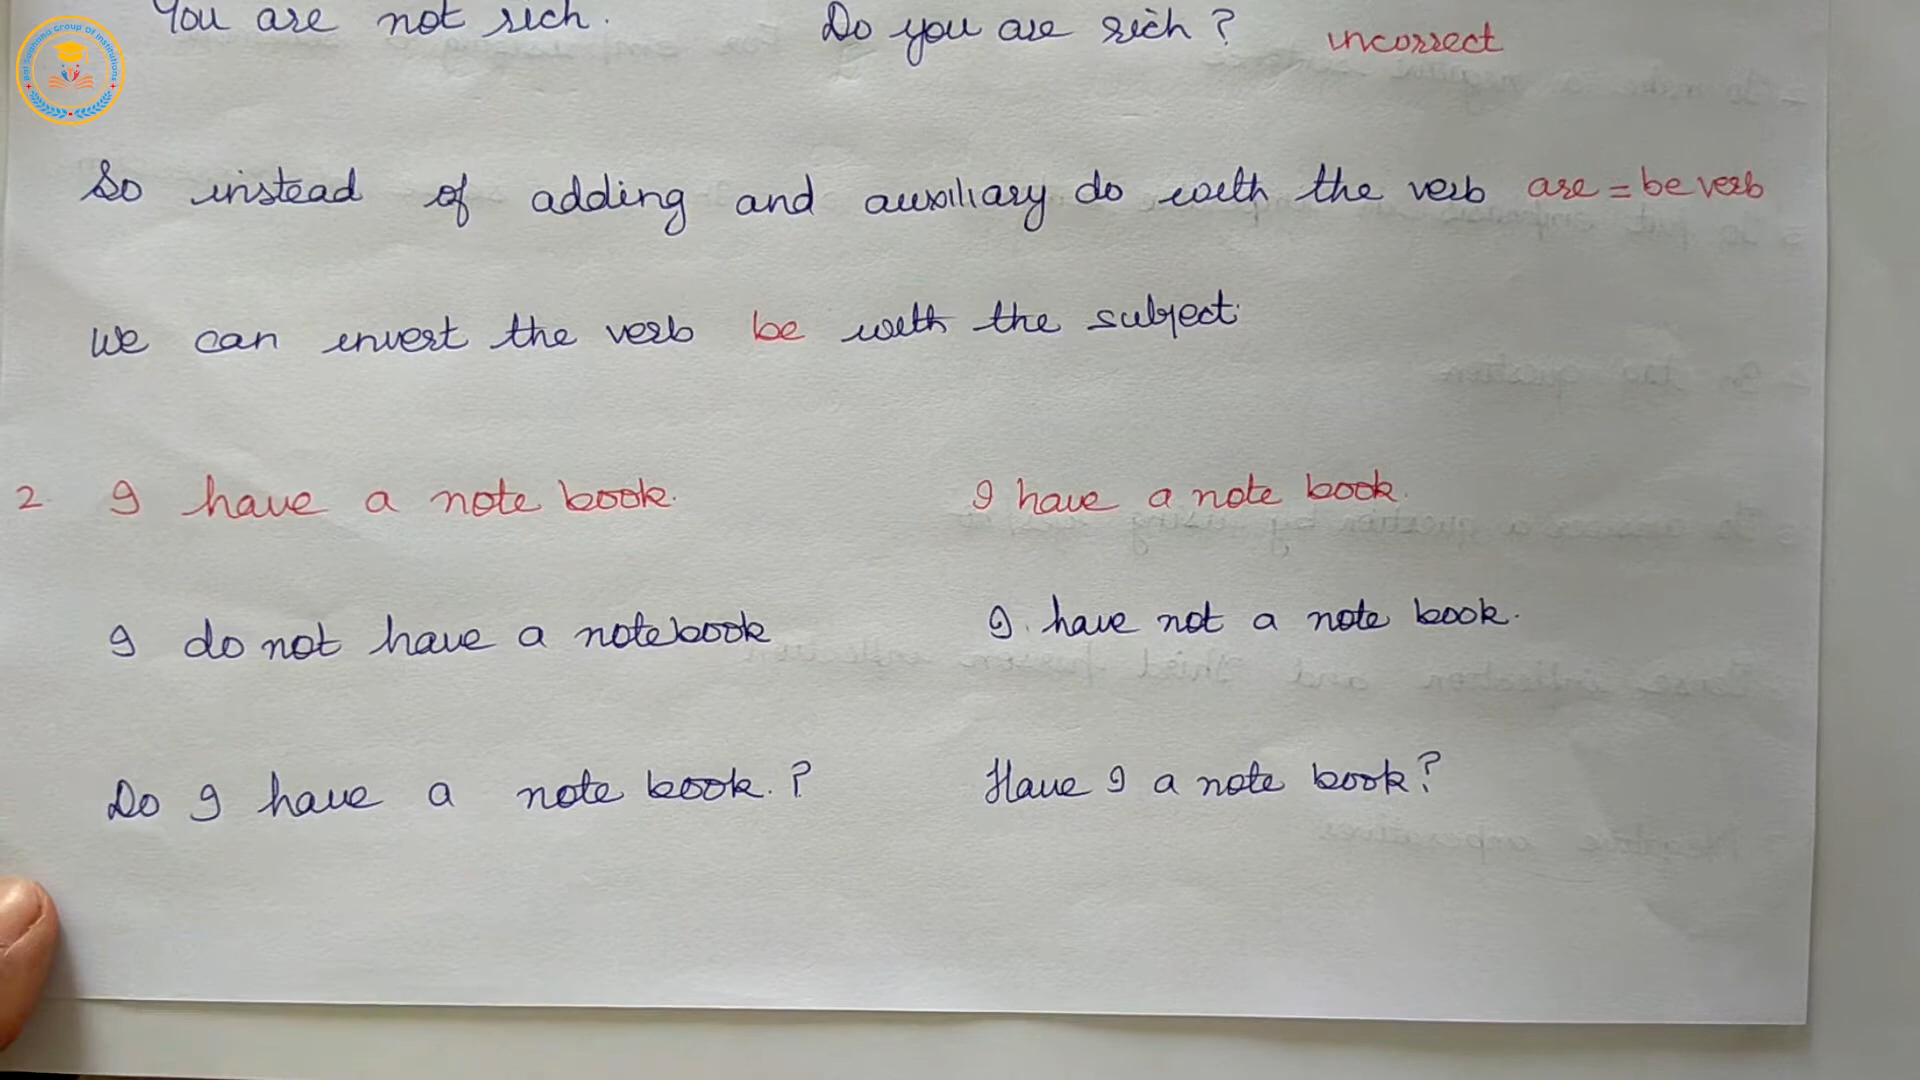 You are not rich. Do you are rich? incorrect
So instead of adding and auxiliary do with the verb are = be verb
We can invert the verb be with the subject.
2. I have a note book. I have a note book.
I do not have a notebook I have not a note book.
Do I have a note book.? Have I a note book?